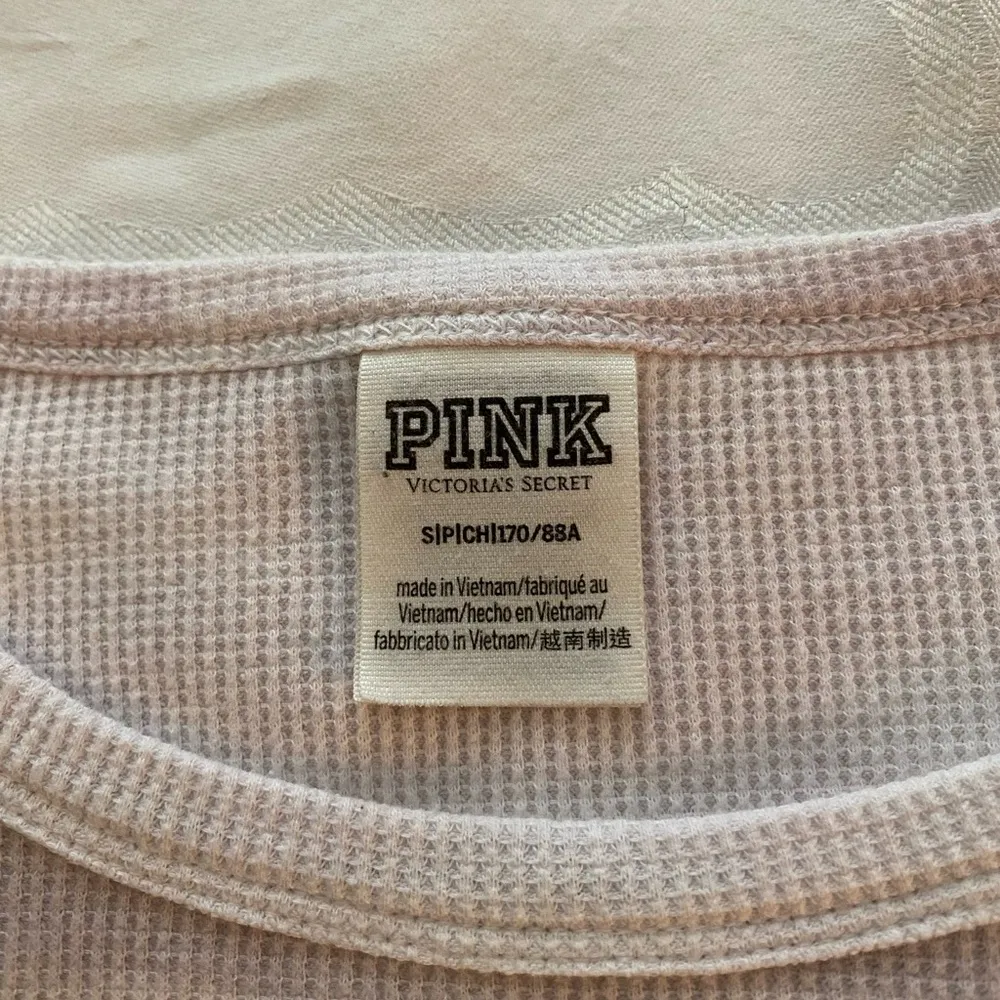 PINK
VICTORIA'S SECRET
S|P|CH|170/88A
made in Vietnam/fabriqué au
Vietnam/hecho en Vietnam/
fabbricato in Vietnam/越南制造